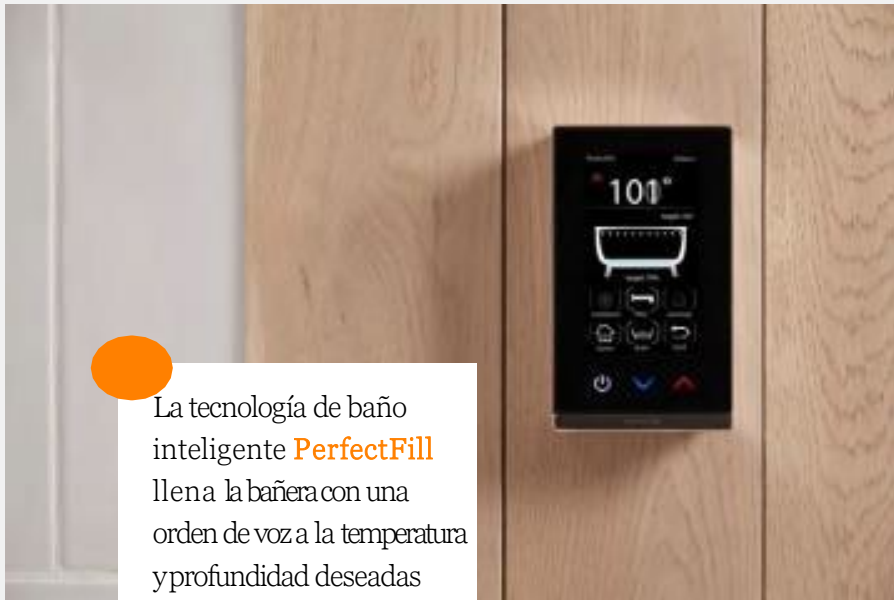 101°
La tecnología de baño
inteligente PerfectFill
llena la bañera con una
orden de voz a la temperatura
y profundidad deseadas